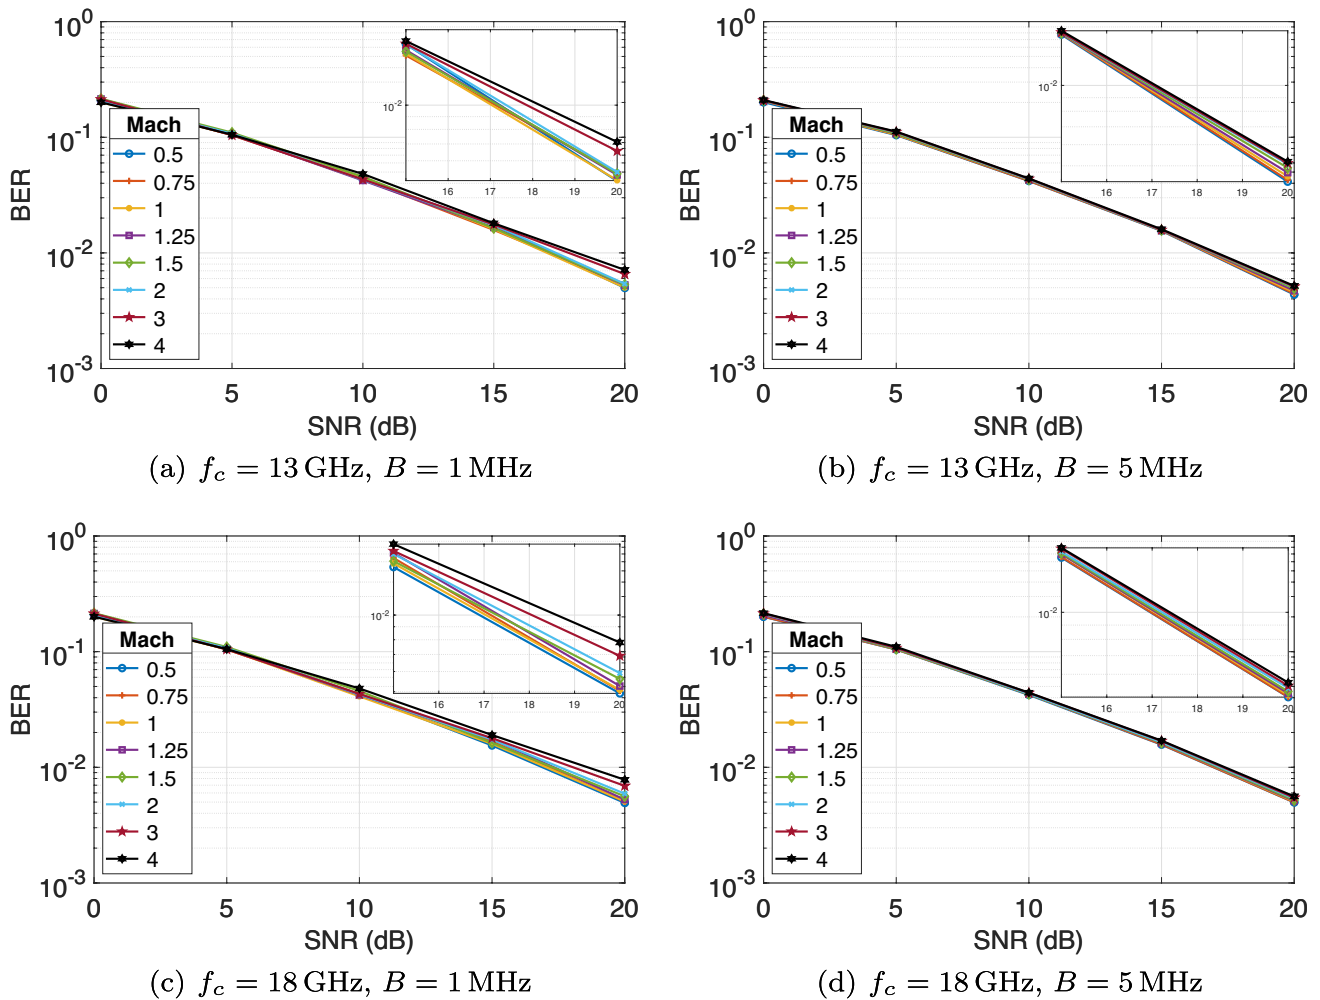 10^0
10^-1
10^-2
10^-3
BER
0 5 10 15 20
SNR (dB)
Mach
0.5
0.75
1
1.25
1.5
2
3
4
10^-2
16 17 18 19 20
(a) f_c = 13 GHz, B = 1 MHz
10^0
10^-1
10^-2
10^-3
BER
0 5 10 15 20
SNR (dB)
Mach
0.5
0.75
1
1.25
1.5
2
3
4
10^-2
16 17 18 19 20
(b) f_c = 13 GHz, B = 5 MHz
10^0
10^-1
10^-2
10^-3
BER
0 5 10 15 20
SNR (dB)
Mach
0.5
0.75
1
1.25
1.5
2
3
4
10^-2
16 17 18 19 20
(c) f_c = 18 GHz, B = 1 MHz
10^0
10^-1
10^-2
10^-3
BER
0 5 10 15 20
SNR (dB)
Mach
0.5
0.75
1
1.25
1.5
2
3
4
10^-2
16 17 18 19 20
(d) f_c = 18 GHz, B = 5 MHz